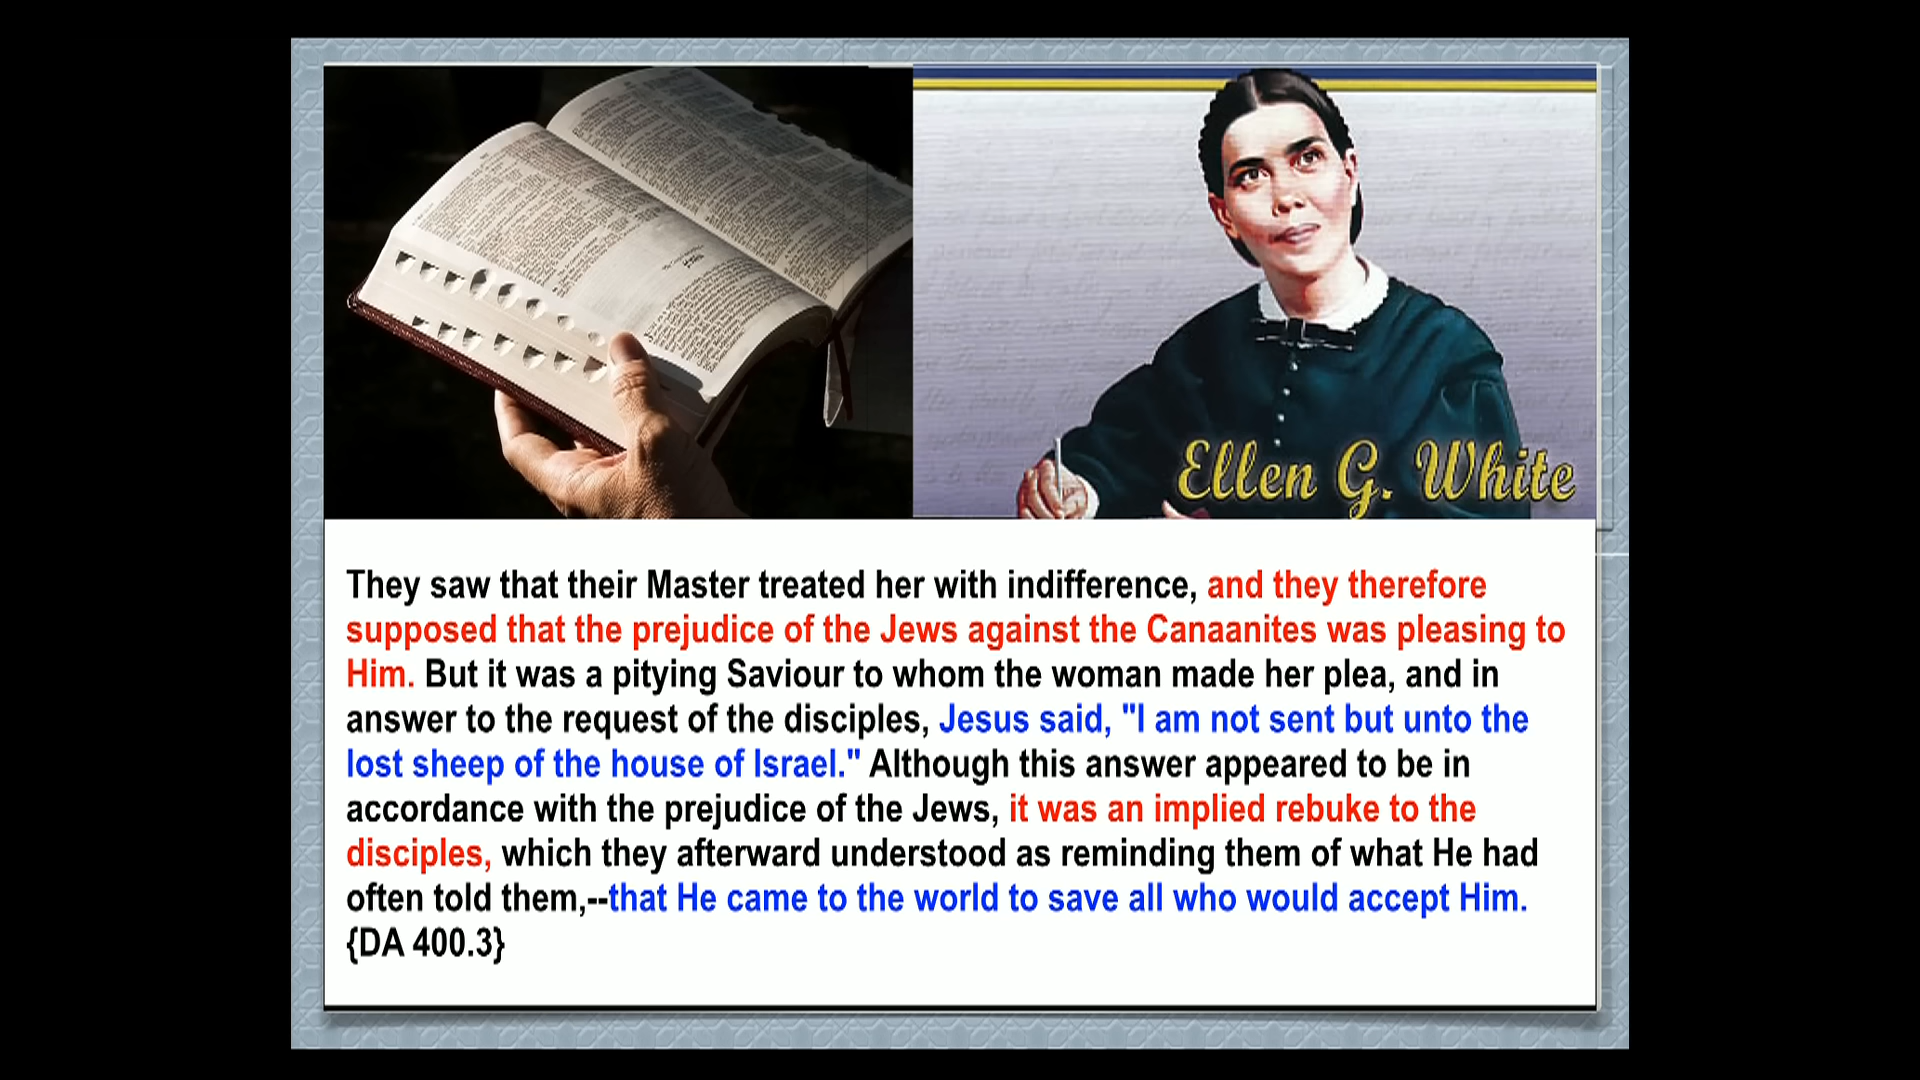 Ellen G. White
They saw that their Master treated her with indifference, and they therefore
supposed that the prejudice of the Jews against the Canaanites was pleasing to
Him. But it was a pitying Saviour to whom the woman made her plea, and in
answer to the request of the disciples, Jesus said, "I am not sent but unto the
lost sheep of the house of Israel." Although this answer appeared to be in
accordance with the prejudice of the Jews, it was an implied rebuke to the
disciples, which they afterward understood as reminding them of what He had
often told them,--that He came to the world to save all who would accept Him.
{DA 400.3}